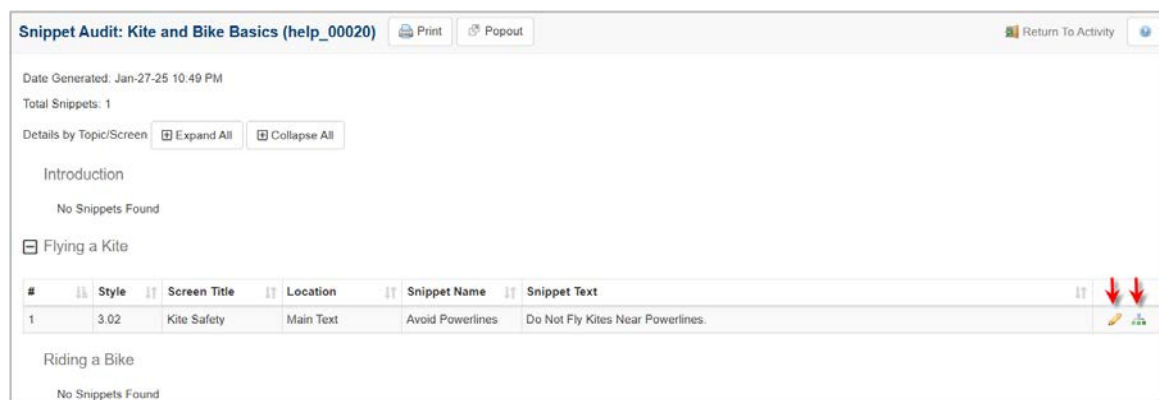 Snippet Audit: Kite and Bike Basics (help_00020) Print Popout Return To Activity
Date Generated: Jan-27-25 10:49 PM
Total Snippets: 1
Details by Topic/Screen Expand All Collapse All
Introduction
No Snippets Found
Flying a Kite
# Style Screen Title Location Snippet Name Snippet Text
1 3.02 Kite Safety Main Text Avoid Powerlines Do Not Fly Kites Near Powerlines.
Riding a Bike
No Snippets Found